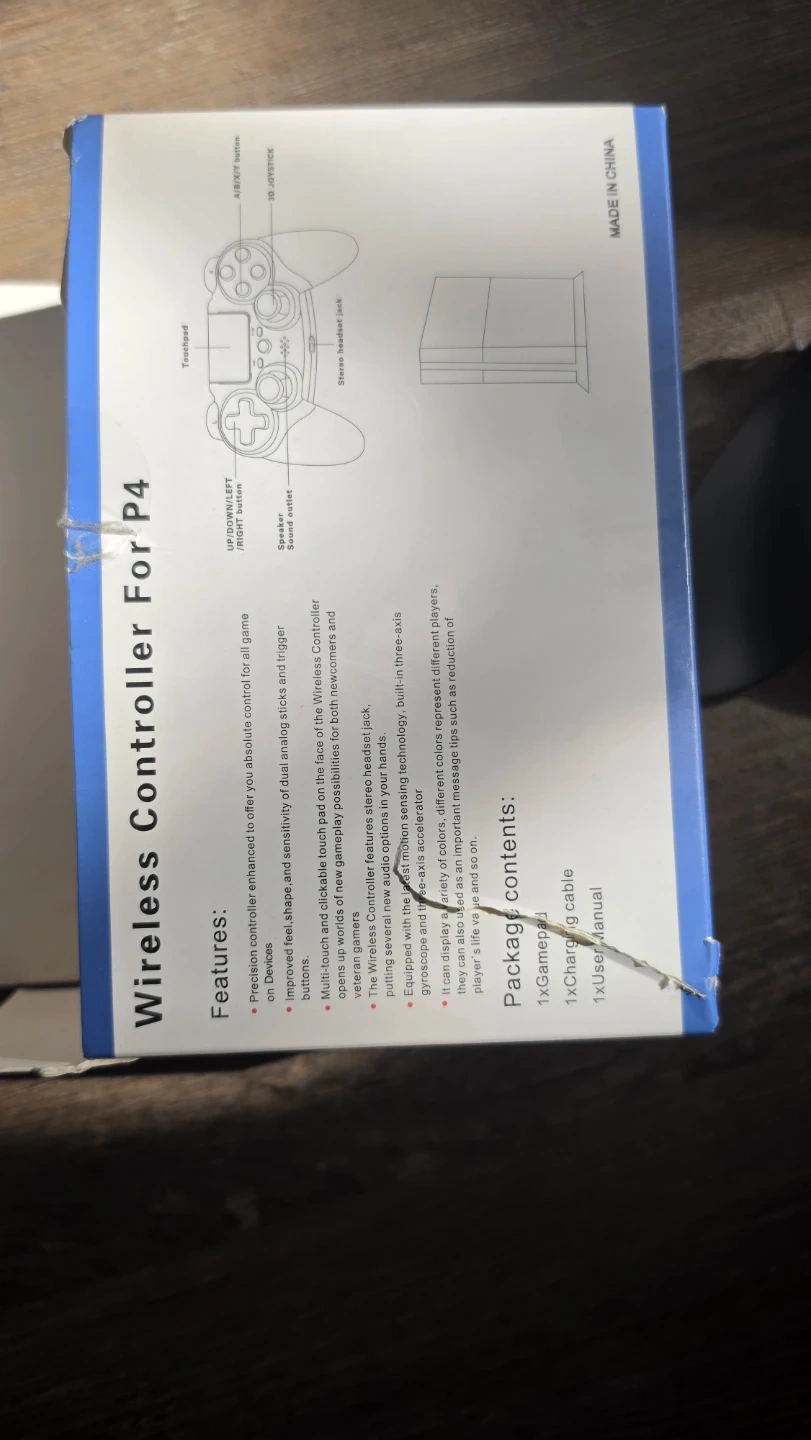 Wireless Controller For P4
Features:
• Precision controller enhanced to offer you absolute control for all game
on Devices
• Improved feel,shape,and sensitivity of dual analog sticks and trigger
buttons.
• Multi-touch and clickable touch pad on the face of the Wireless Controller
opens up worlds of new gameplay possibilities for both newcomers and
veteran gamers
• The Wireless Controller features stereo headset jack,
putting several new audio options in your hands.
• Equipped with the latest motion sensing technology, built-in three-axis
gyroscope and three-axis accelerator
• It can display a variety of colors, different colors represent different players,
they can also used as an important message tips such as reduction of
player's life value and so on.
Package contents:
1xGamepad
1xCharging cable
1xUser Manual
Touchpad
UP/DOWN/LEFT
/RIGHT button
Speaker
Sound outlet
A/B/X/Y button
3D JOYSTICK
Stereo headset jack
MADE IN CHINA